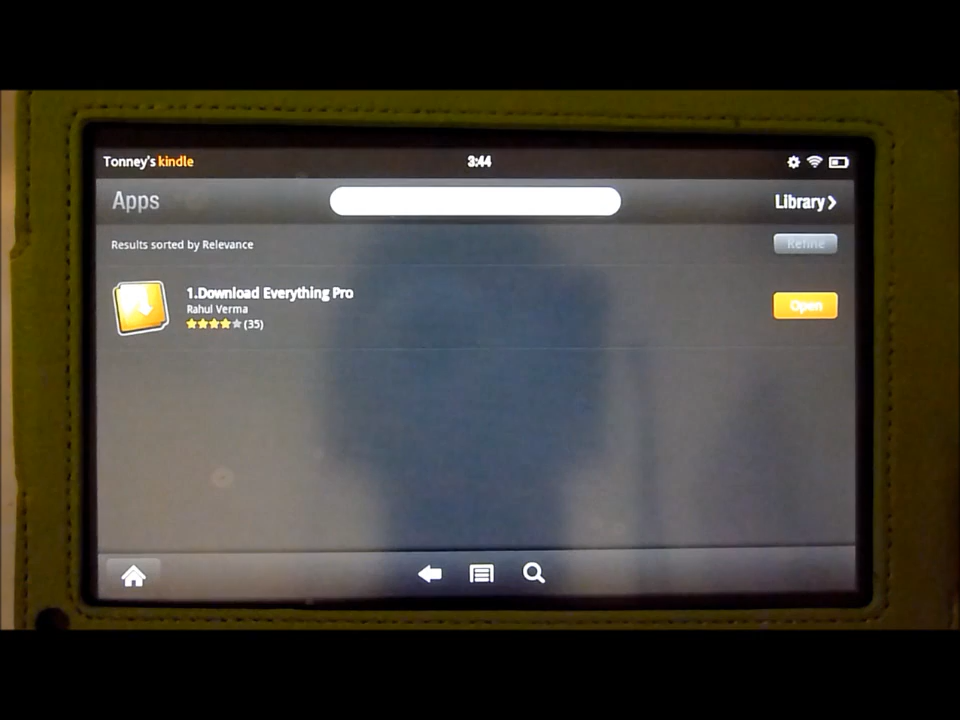 Tonney's kindle 3:44
Apps Library
Results sorted by Relevance Refine
1.Download Everything Pro
Rahul Verma
(35)
Open